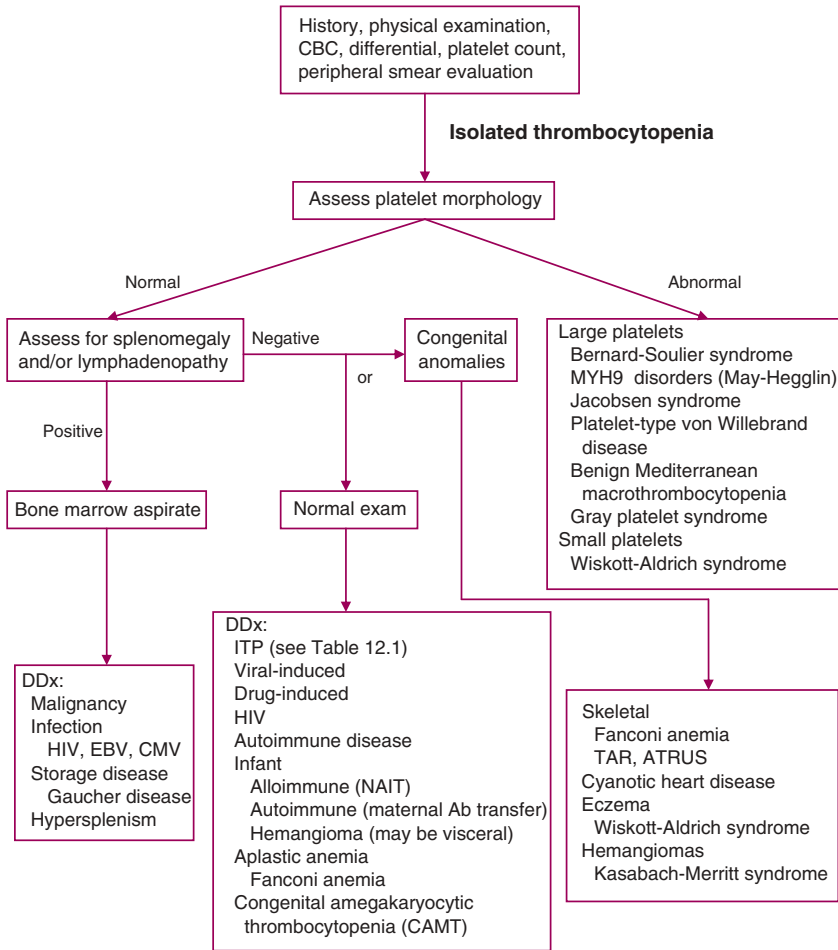 History, physical examination,
CBC, differential, platelet count,
peripheral smear evaluation
Isolated thrombocytopenia
Assess platelet morphology
Normal
Abnormal
Assess for splenomegaly
and/or lymphadenopathy
Negative
or
Congenital
anomalies
Large platelets
Bernard-Soulier syndrome
MYH9 disorders (May-Hegglin)
Jacobsen syndrome
Platelet-type von Willebrand
disease
Benign Mediterranean
macrothrombocytopenia
Gray platelet syndrome
Small platelets
Wiskott-Aldrich syndrome
Positive
Bone marrow aspirate
Normal exam
DDx:
Malignancy
Infection
HIV, EBV, CMV
Storage disease
Gaucher disease
Hypersplenism
DDx:
ITP (see Table 12.1)
Viral-induced
Drug-induced
HIV
Autoimmune disease
Infant
Alloimmune (NAIT)
Autoimmune (maternal Ab transfer)
Hemangioma (may be visceral)
Aplastic anemia
Fanconi anemia
Congenital amegakaryocytic
thrombocytopenia (CAMT)
Skeletal
Fanconi anemia
TAR, ATRUS
Cyanotic heart disease
Eczema
Wiskott-Aldrich syndrome
Hemangiomas
Kasabach-Merritt syndrome